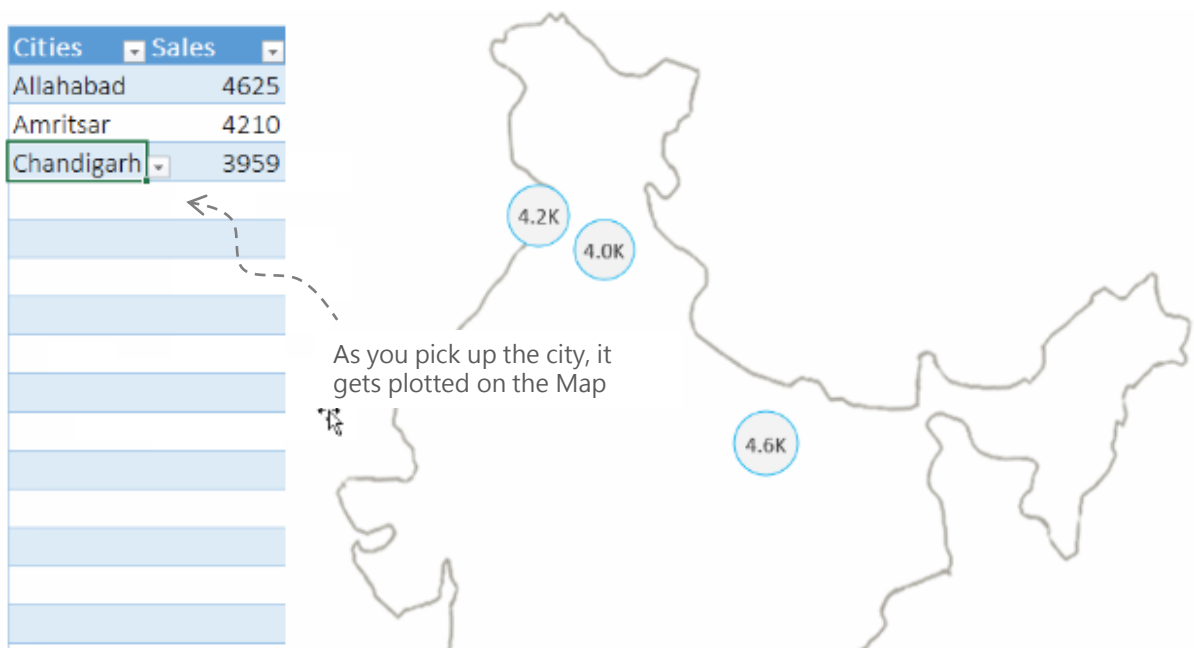 Cities Sales
Allahabad 4625
Amritsar 4210
Chandigarh 3959
4.2K
4.0K
As you pick up the city, it
gets plotted on the Map
4.6K